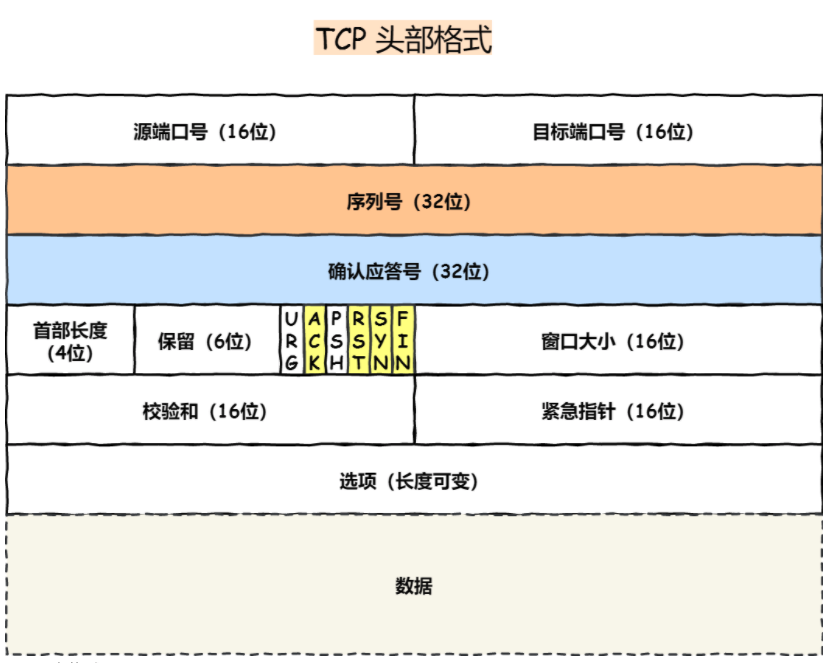 TCP 头部格式
源端口号（16位） 目标端口号（16位）
序列号（32位）
确认应答号（32位）
首部长度
（4位）
保留（6位）
URG
ACK
PSH
RST
SYN
FIN
窗口大小（16位）
校验和（16位） 紧急指针（16位）
选项（长度可变）
数据